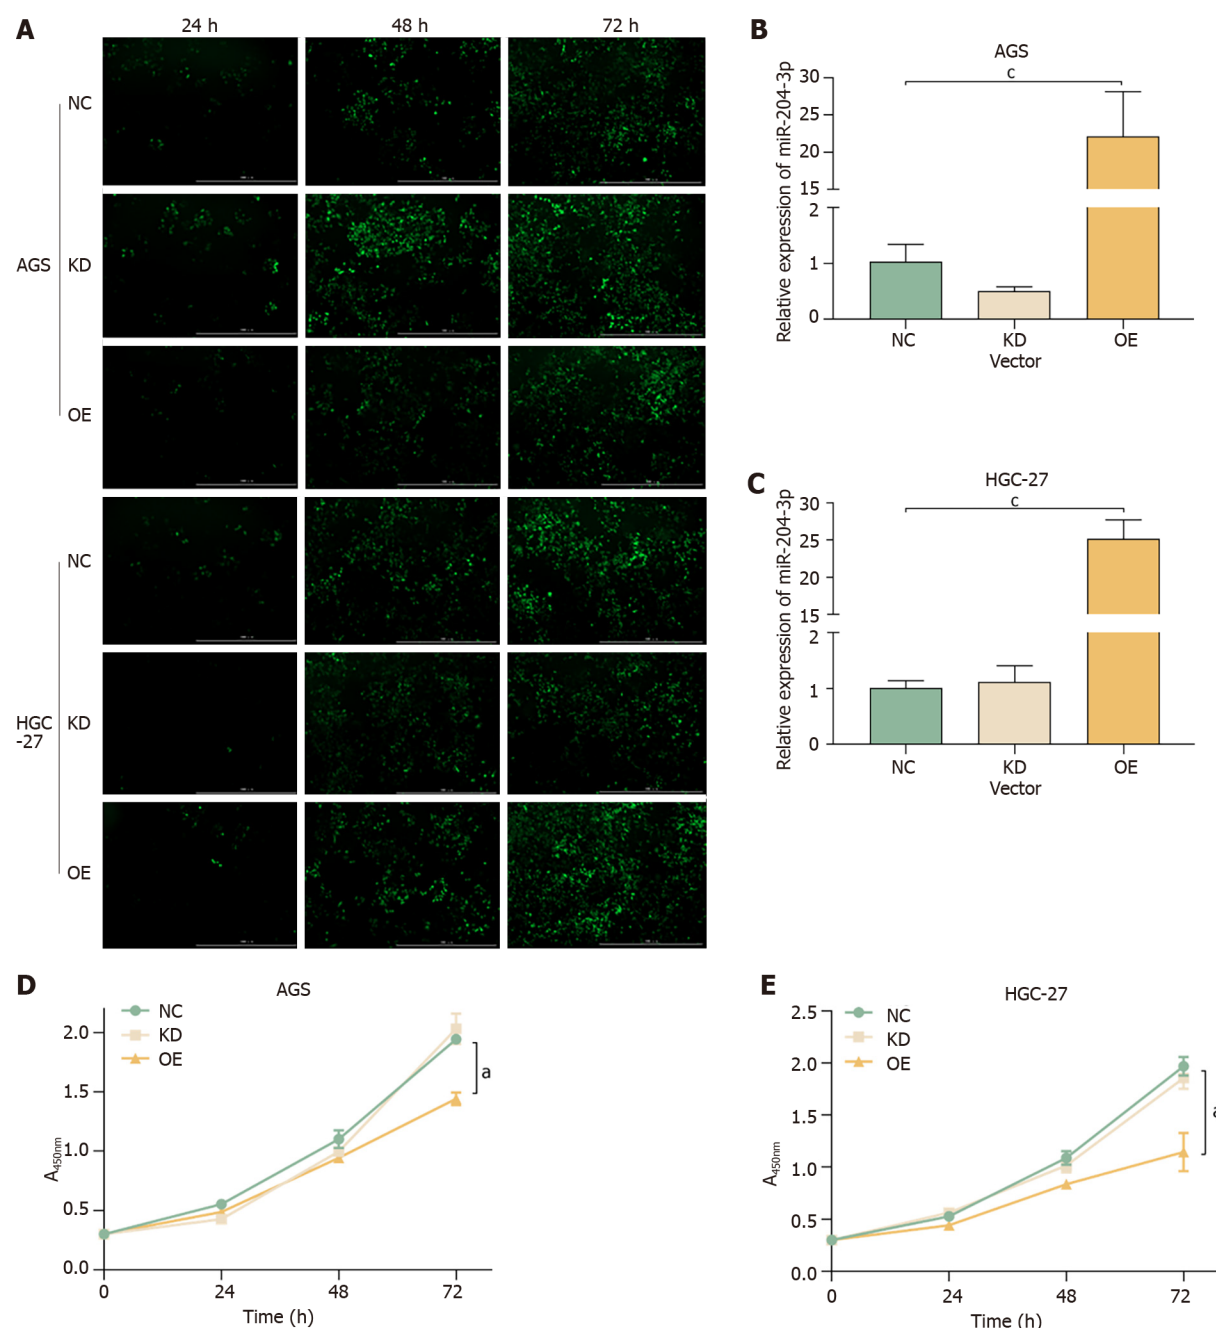 A
24 h
48 h
72 h
NC
AGS
KD
OE
NC
HGC
-27
KD
OE
B
AGS
c
Relative expression of miR-204-3p
30
25
20
15
2
1
0
NC
KD
OE
Vector
C
HGC-27
c
Relative expression of miR-204-3p
30
25
20
15
2
1
0
NC
KD
OE
Vector
D
AGS
NC
KD
OE
a
A450nm
2.0
1.5
1.0
0.5
0.0
0
24
48
72
Time (h)
E
HGC-27
NC
KD
OE
a
A450nm
2.5
2.0
1.5
1.0
0.5
0.0
0
24
48
72
Time (h)